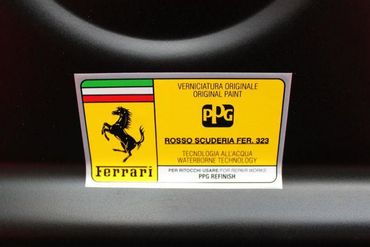 VERNICIATURA ORIGINALE
ORIGINAL PAINT
PPG
ROSSO SCUDERIA FER. 323
TECNOLOGIA ALL'ACQUA
WATERBORNE TECHNOLOGY
Ferrari
PER RITOCCHI USARE / FOR REPAIR WORKS
PPG REFINISH